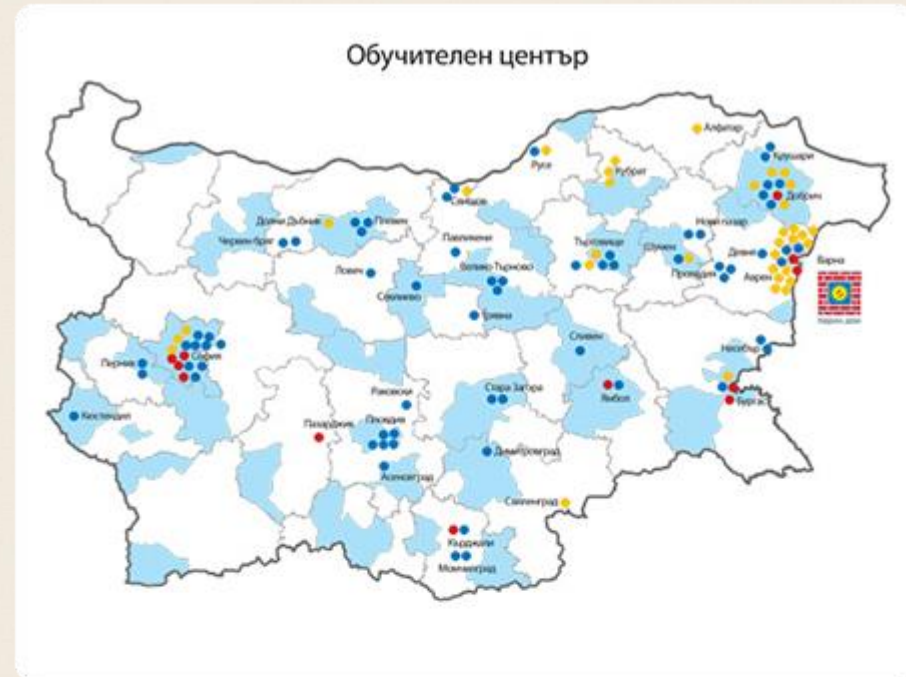 Обучителен център
Алфатар
Крушари
Русе
Кубрат
Добрич
Свищов
Долни Дъбник
Плевен
Нови пазар
Червен бряг
Павликени
Търговище
Шумен
Девня
Варна
Ловеч
Велико Търново
Провадия
Аврен
Севлиево
Трявна
София
Сливен
Несебър
Перник
Раковски
Стара Загора
Ямбол
Бургас
Кюстендил
Пазарджик
Пловдив
Димитровград
Асеновград
Свиленград
Кърджали
Момчилград